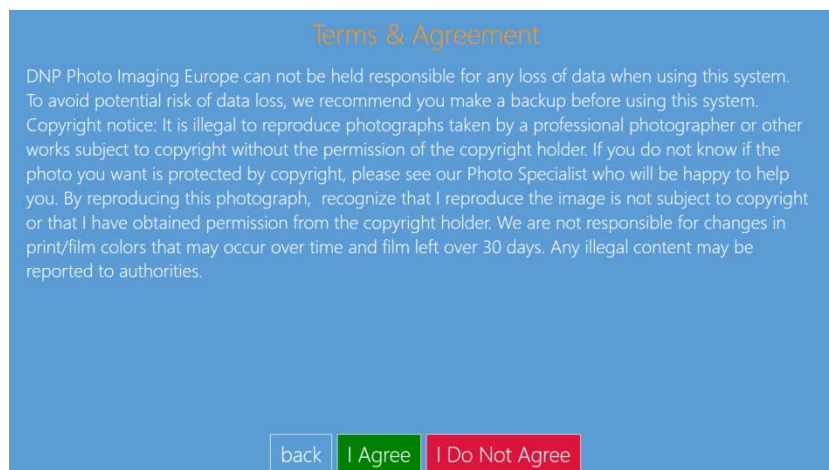 Terms & Agreement
DNP Photo Imaging Europe can not be held responsible for any loss of data when using this system.
To avoid potential risk of data loss, we recommend you make a backup before using this system.
Copyright notice: It is illegal to reproduce photographs taken by a professional photographer or other
works subject to copyright without the permission of the copyright holder. If you do not know if the
photo you want is protected by copyright, please see our Photo Specialist who will be happy to help
you. By reproducing this photograph,  recognize that I reproduce the image is not subject to copyright
or that I have obtained permission from the copyright holder. We are not responsible for changes in
print/film colors that may occur over time and film left over 30 days. Any illegal content may be
reported to authorities.
back I Agree I Do Not Agree